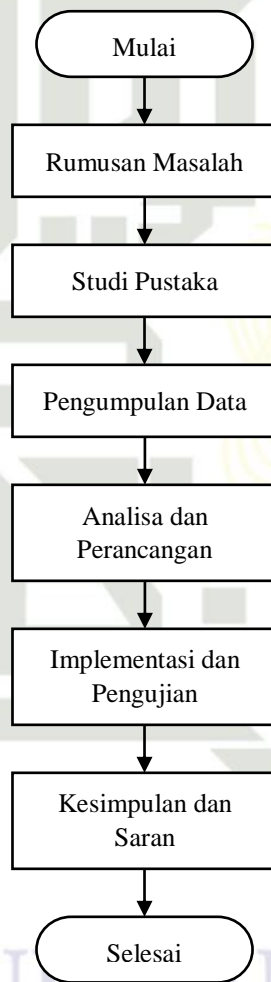 Mulai
Rumusan Masalah
Studi Pustaka
Pengumpulan Data
Analisa dan
Perancangan
Implementasi dan
Pengujian
Kesimpulan dan
Saran
Selesai